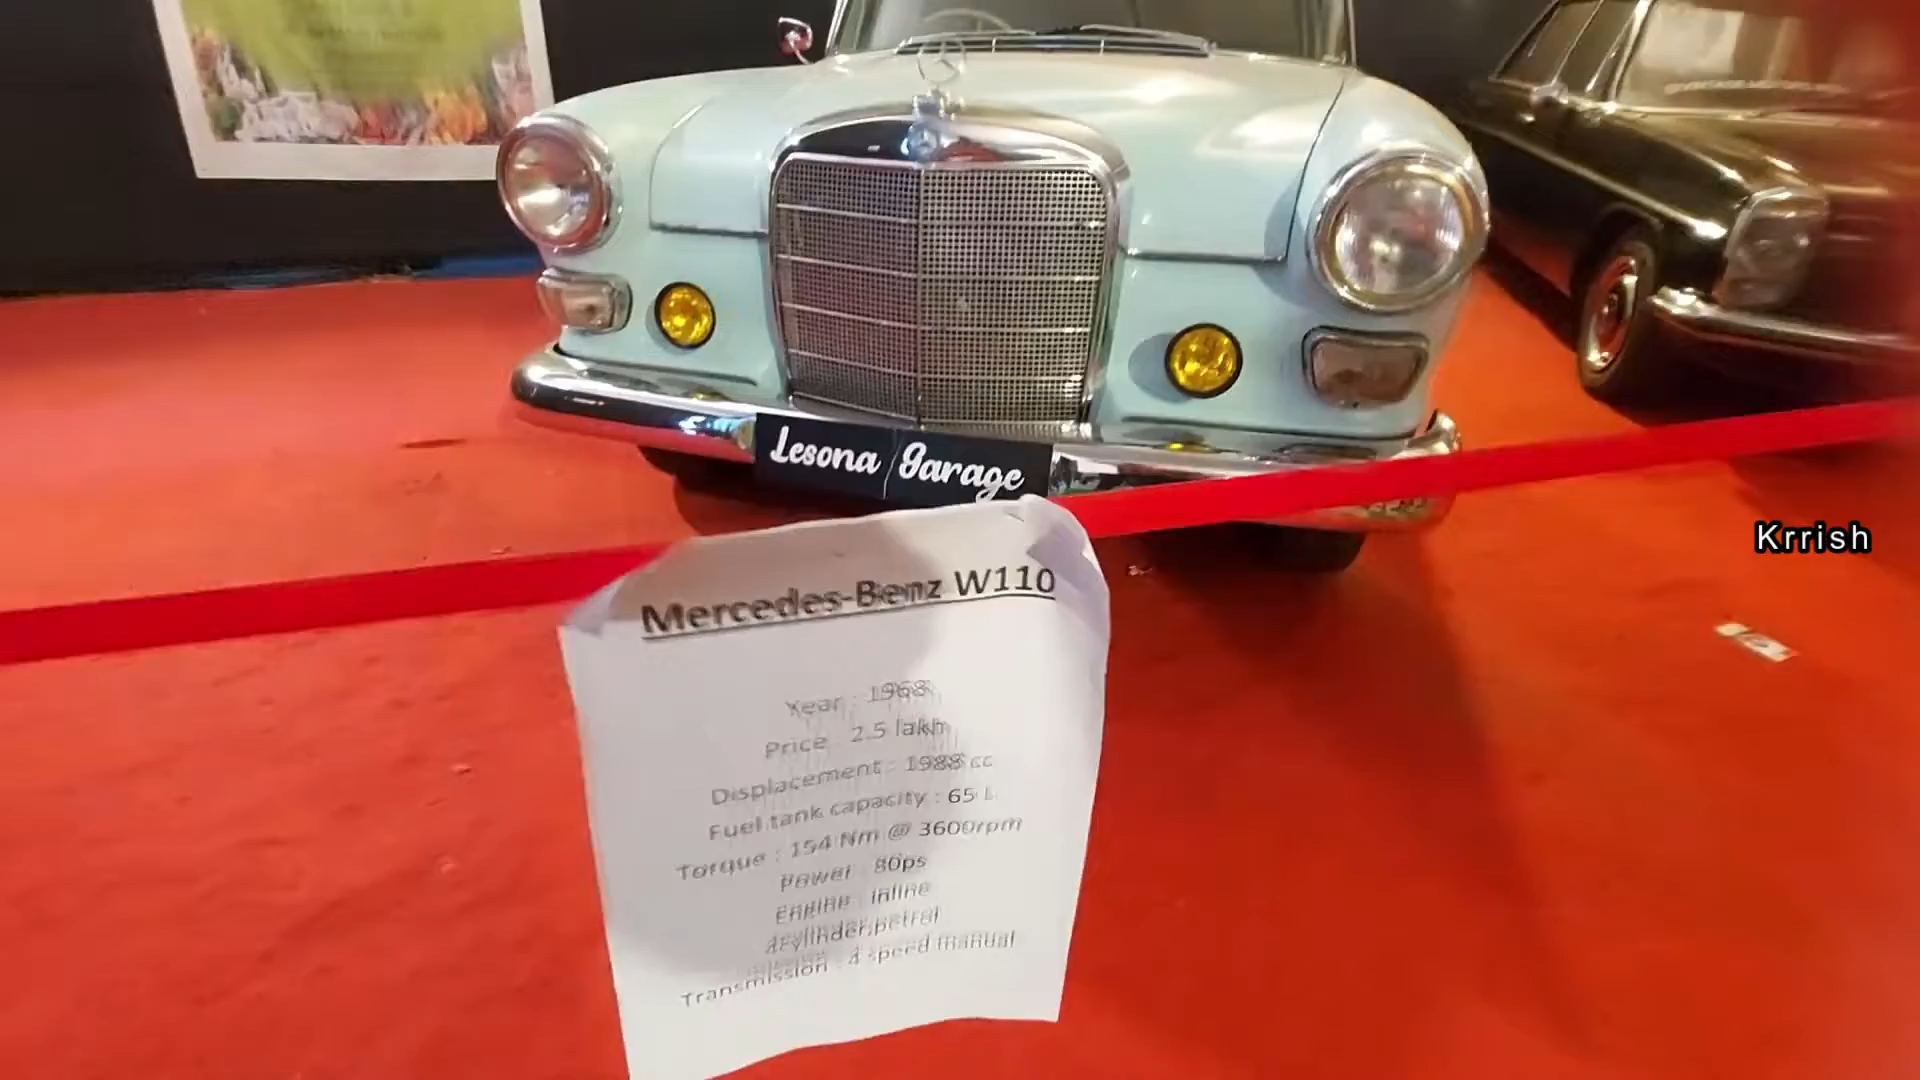 Lesona Garage
Krrish
Mercedes-Benz W110
Year : 1968
Price : 2.5 lakh
Displacement : 1988 cc
Fuel tank capacity : 65 L
Torque : 154 Nm @ 3600rpm
Power : 80ps
Engine : inline
4cylinder,petrol
Transmission : 4 speed manual